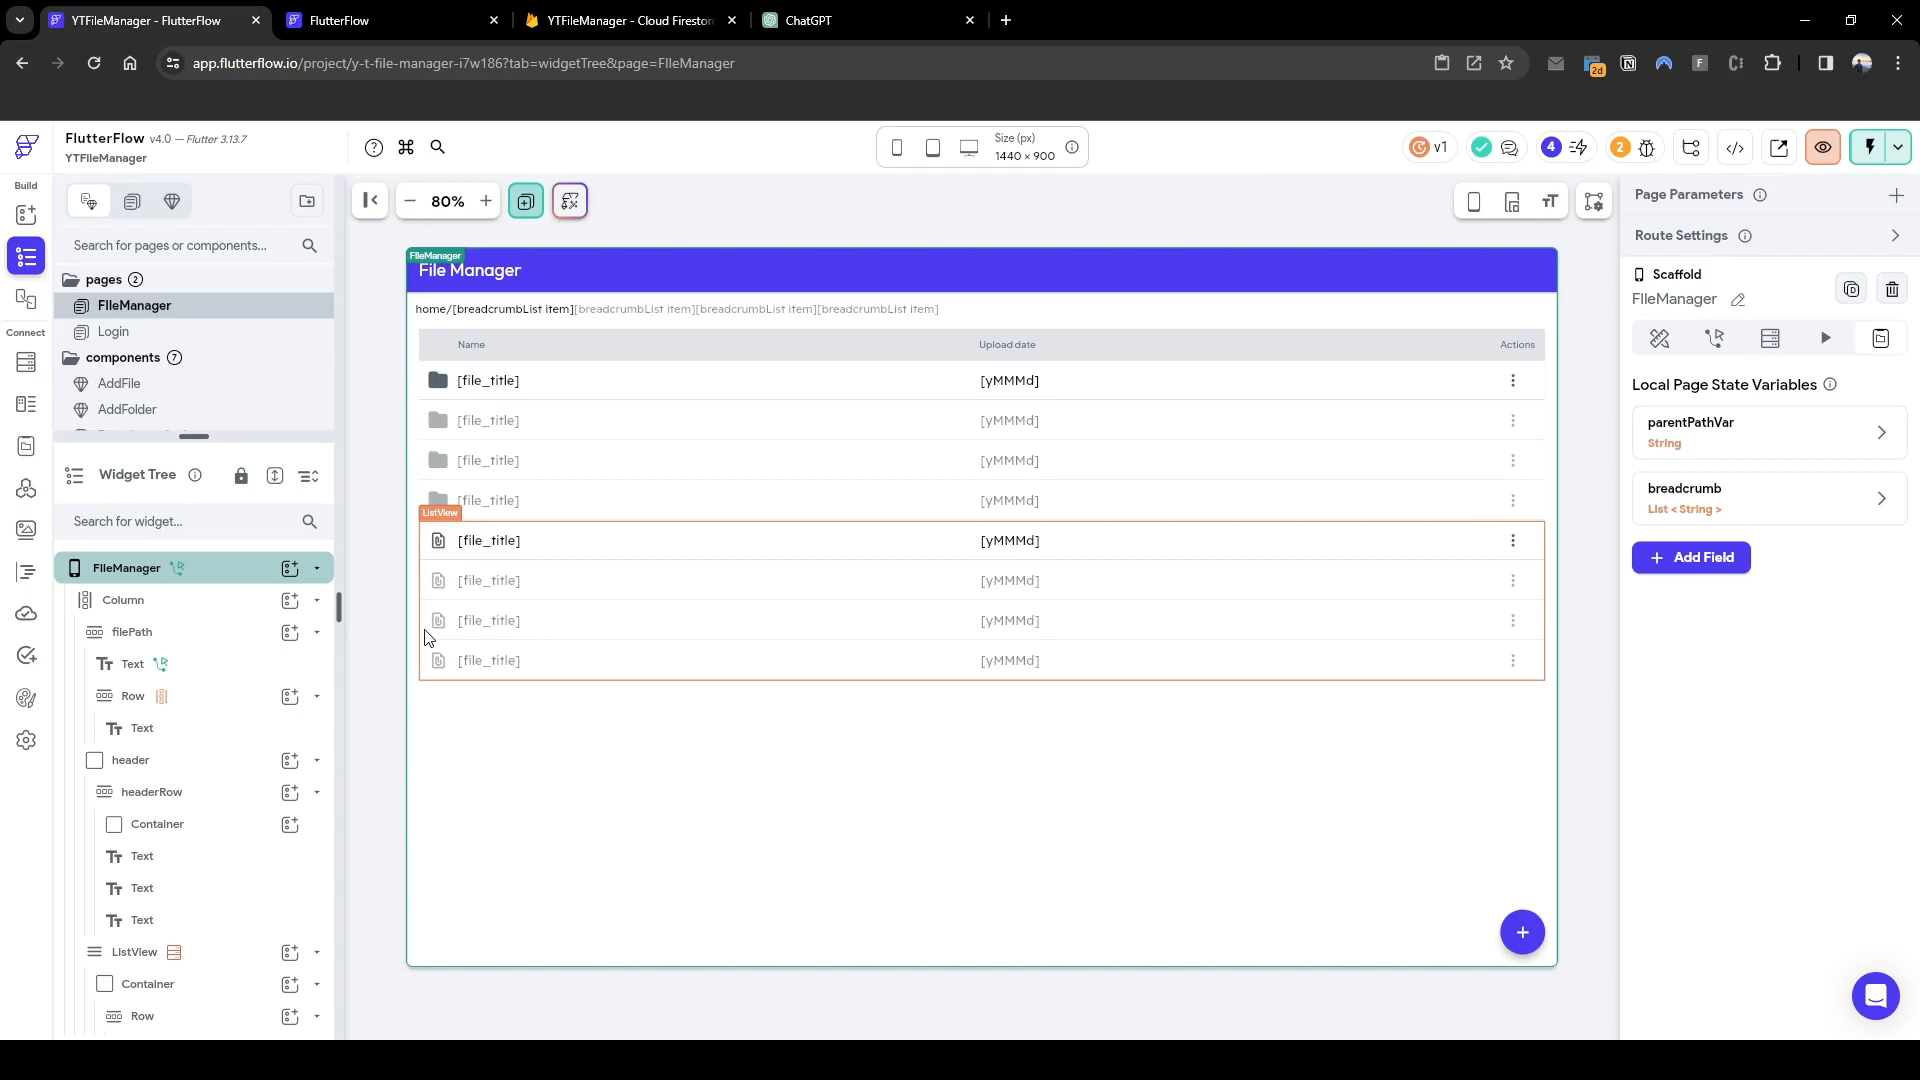 YTFileManager - FlutterFlow
FlutterFlow
YTFileManager - Cloud Firestor
ChatGPT
app.flutterflow.io/project/y-t-file-manager-i7w186?tab=widgetTree&page=FIleManager
2d
F
FlutterFlow v4.0 — Flutter 3.13.7
YTFileManager
Size (px)
1440 × 900
v1
4
2
Build
Connect
Search for pages or components...
pages (2)
FIleManager
Login
components (7)
AddFile
AddFolder
Widget Tree
Search for widget...
FIleManager
Column
filePath
Text
Row
Text
header
headerRow
Container
Text
Text
Text
ListView
Container
Row
80%
FIleManager
File Manager
home/[breadcrumbList item][breadcrumbList item][breadcrumbList item][breadcrumbList item]
Name Upload date Actions
[file_title] [yMMMd]
[file_title] [yMMMd]
[file_title] [yMMMd]
[file_title] [yMMMd]
ListView
[file_title] [yMMMd]
[file_title] [yMMMd]
[file_title] [yMMMd]
[file_title] [yMMMd]
+
Page Parameters
Route Settings
Scaffold
FIleManager
Local Page State Variables
parentPathVar
String
breadcrumb
List < String >
+ Add Field